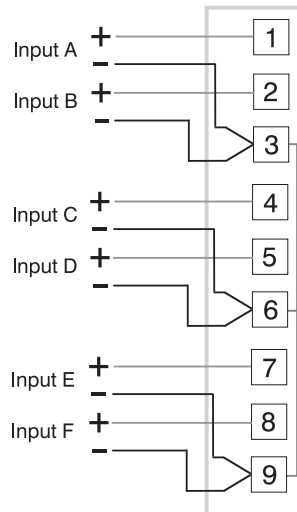 + 1
Input A
-
Input B + 2
-
3
+ 4
Input C
-
Input D + 5
-
6
+ 7
Input E
-
Input F + 8
-
9